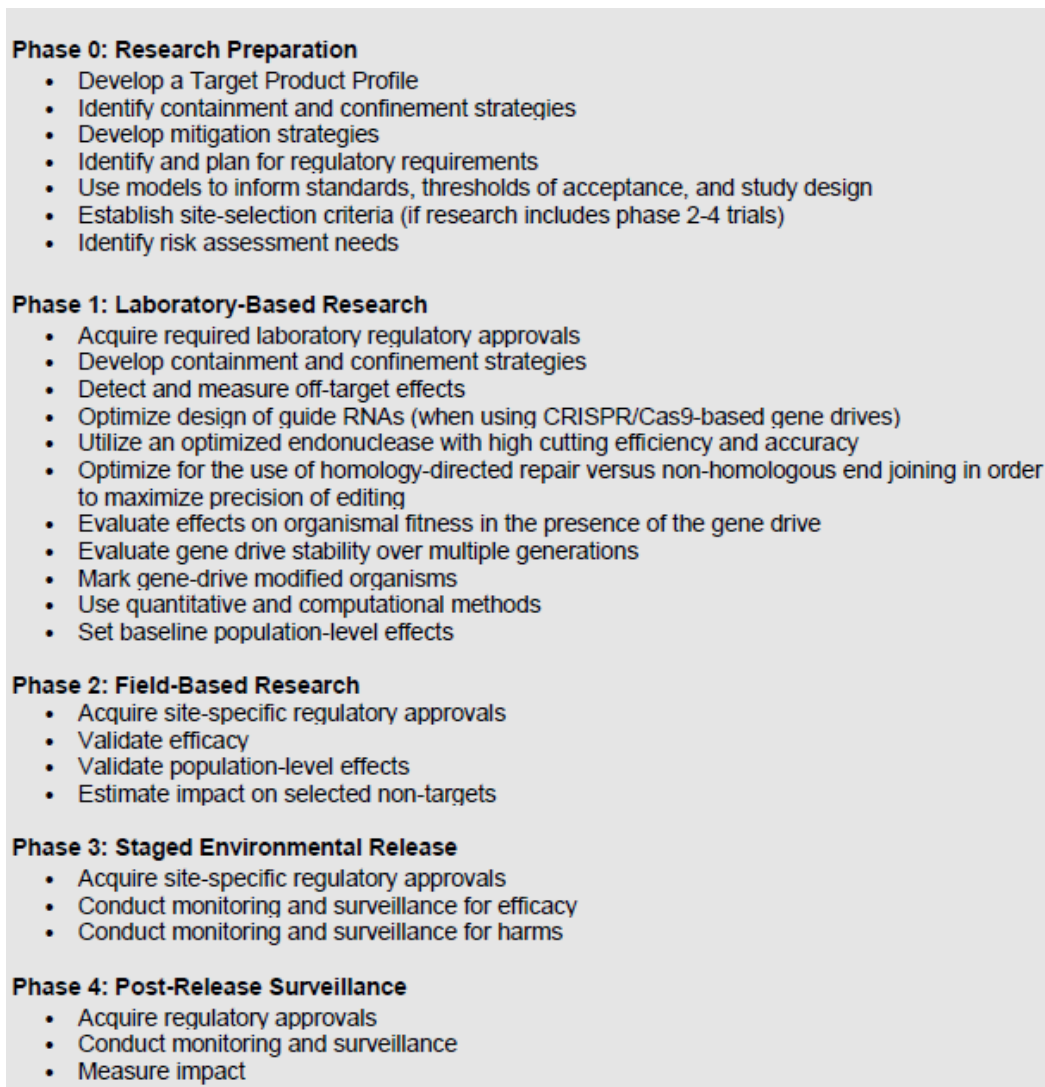 Phase 0: Research Preparation
• Develop a Target Product Profile
• Identify containment and confinement strategies
• Develop mitigation strategies
• Identify and plan for regulatory requirements
• Use models to inform standards, thresholds of acceptance, and study design
• Establish site-selection criteria (if research includes phase 2-4 trials)
• Identify risk assessment needs
Phase 1: Laboratory-Based Research
• Acquire required laboratory regulatory approvals
• Develop containment and confinement strategies
• Detect and measure off-target effects
• Optimize design of guide RNAs (when using CRISPR/Cas9-based gene drives)
• Utilize an optimized endonuclease with high cutting efficiency and accuracy
• Optimize for the use of homology-directed repair versus non-homologous end joining in order
to maximize precision of editing
• Evaluate effects on organismal fitness in the presence of the gene drive
• Evaluate gene drive stability over multiple generations
• Mark gene-drive modified organisms
• Use quantitative and computational methods
• Set baseline population-level effects
Phase 2: Field-Based Research
• Acquire site-specific regulatory approvals
• Validate efficacy
• Validate population-level effects
• Estimate impact on selected non-targets
Phase 3: Staged Environmental Release
• Acquire site-specific regulatory approvals
• Conduct monitoring and surveillance for efficacy
• Conduct monitoring and surveillance for harms
Phase 4: Post-Release Surveillance
• Acquire regulatory approvals
• Conduct monitoring and surveillance
• Measure impact